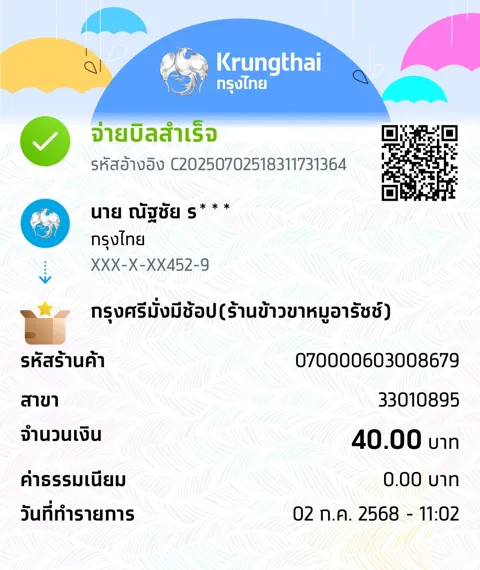 Krungthai
กรุงไทย
จ่ายบิลสำเร็จ
รหัสอ้างอิง C20250702518311731364
นาย ณัฐชัย ร***
กรุงไทย
XXX-X-XX452-9
กรุงศรีมั่งมีช้อป(ร้านข้าวขาหมูอารัชช์)
รหัสร้านค้า 070000603008679
สาขา 33010895
จำนวนเงิน 40.00 บาท
ค่าธรรมเนียม 0.00 บาท
วันที่ทำรายการ 02 ก.ค. 2568 - 11:02